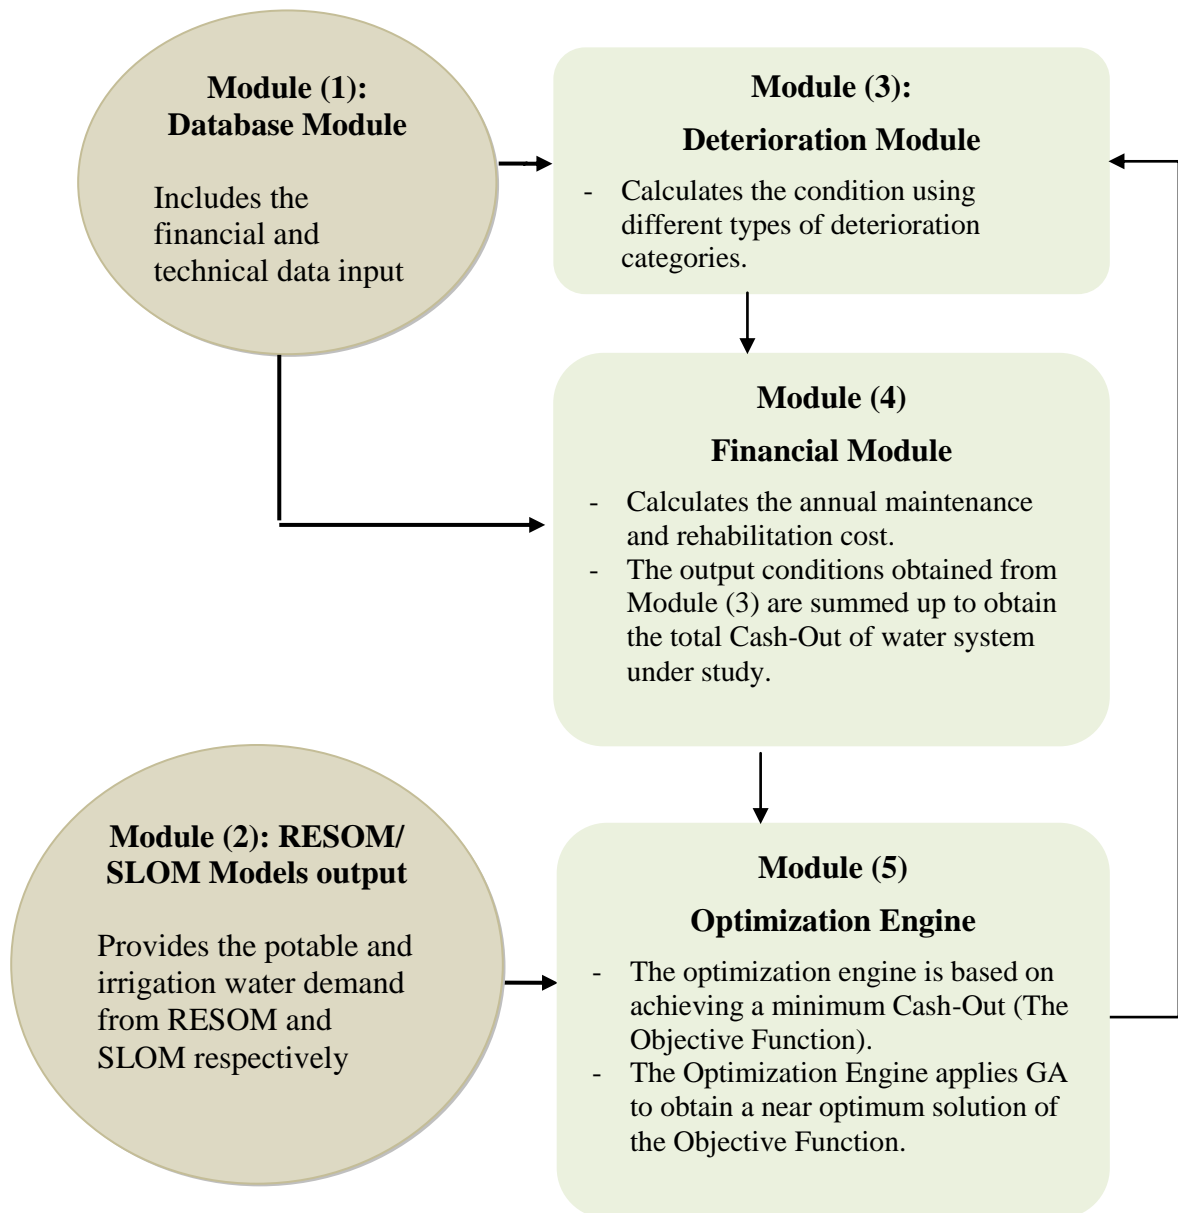 Module (1):
Database Module
Includes the
financial and
technical data input
Module (3):
Deterioration Module
- Calculates the condition using
different types of deterioration
categories.
Module (4)
Financial Module
- Calculates the annual maintenance
and rehabilitation cost.
- The output conditions obtained from
Module (3) are summed up to obtain
the total Cash-Out of water system
under study.
Module (2): RESOM/
SLOM Models output
Provides the potable and
irrigation water demand
from RESOM and
SLOM respectively
Module (5)
Optimization Engine
- The optimization engine is based on
achieving a minimum Cash-Out (The
Objective Function).
- The Optimization Engine applies GA
to obtain a near optimum solution of
the Objective Function.